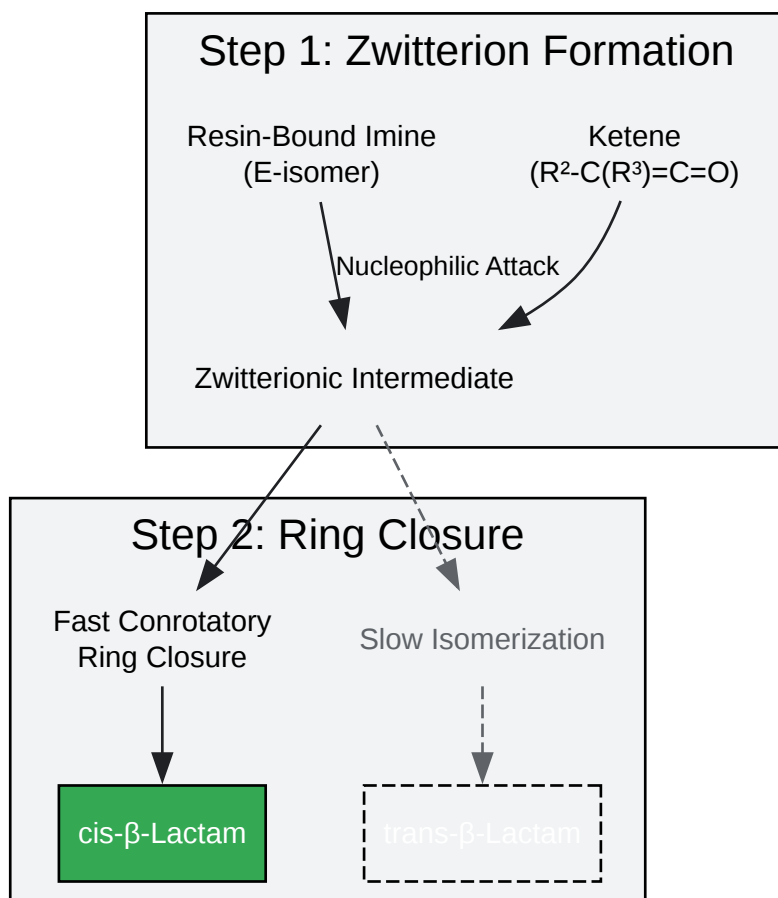 Step 1: Zwitterion Formation
Resin-Bound Imine
(E-isomer)
Ketene
(R²-C(R³)=C=O)
Nucleophilic Attack
Zwitterionic Intermediate
Step 2: Ring Closure
Fast Conrotatory
Ring Closure
Slow Isomerization
cis-β-Lactam
trans-β-Lactam